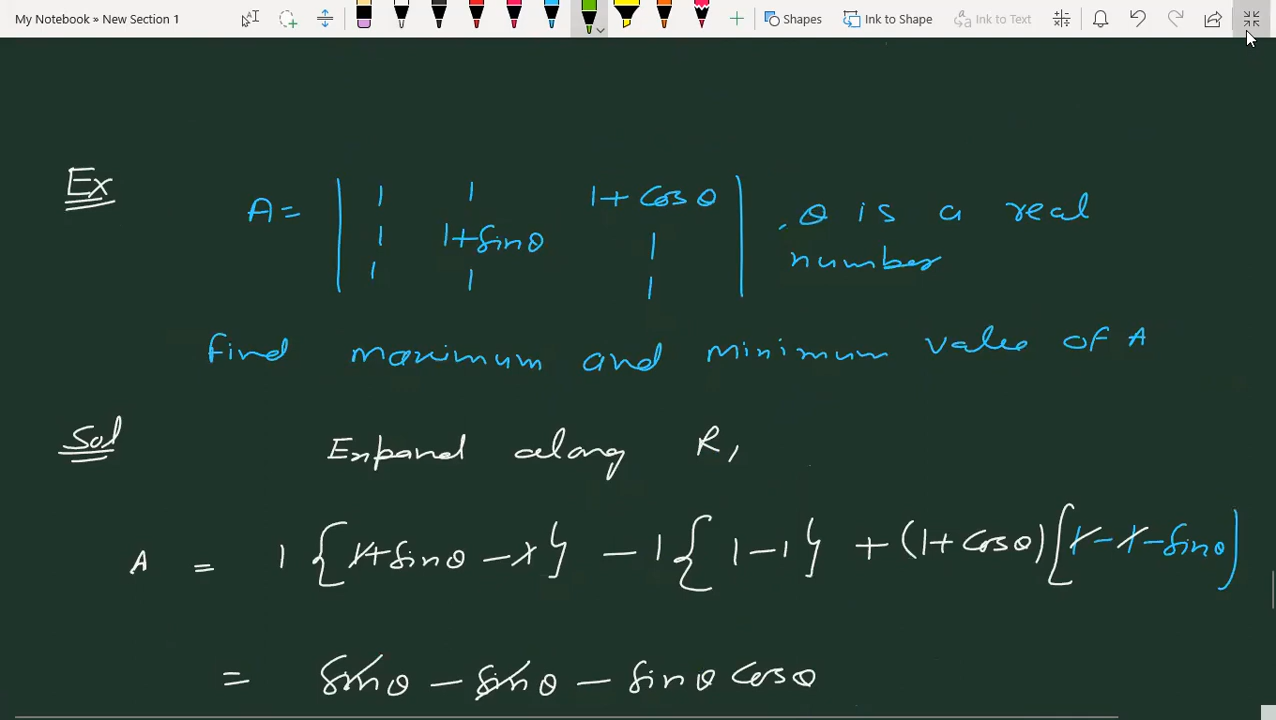 My Notebook » New Section 1
Shapes
Ink to Shape
Ink to Text
Ex
A = | 1 1 1+cosθ |
| 1 1+sinθ 1 |
| 1 1 1 | , θ is a real number
find maximum and minimum value of A
Sol
Expand along R₁
A = 1 {1+sinθ - 1} - 1 {1-1} + (1+cosθ) [1-1-sinθ]
= sinθ - sinθ - sinθ cosθ